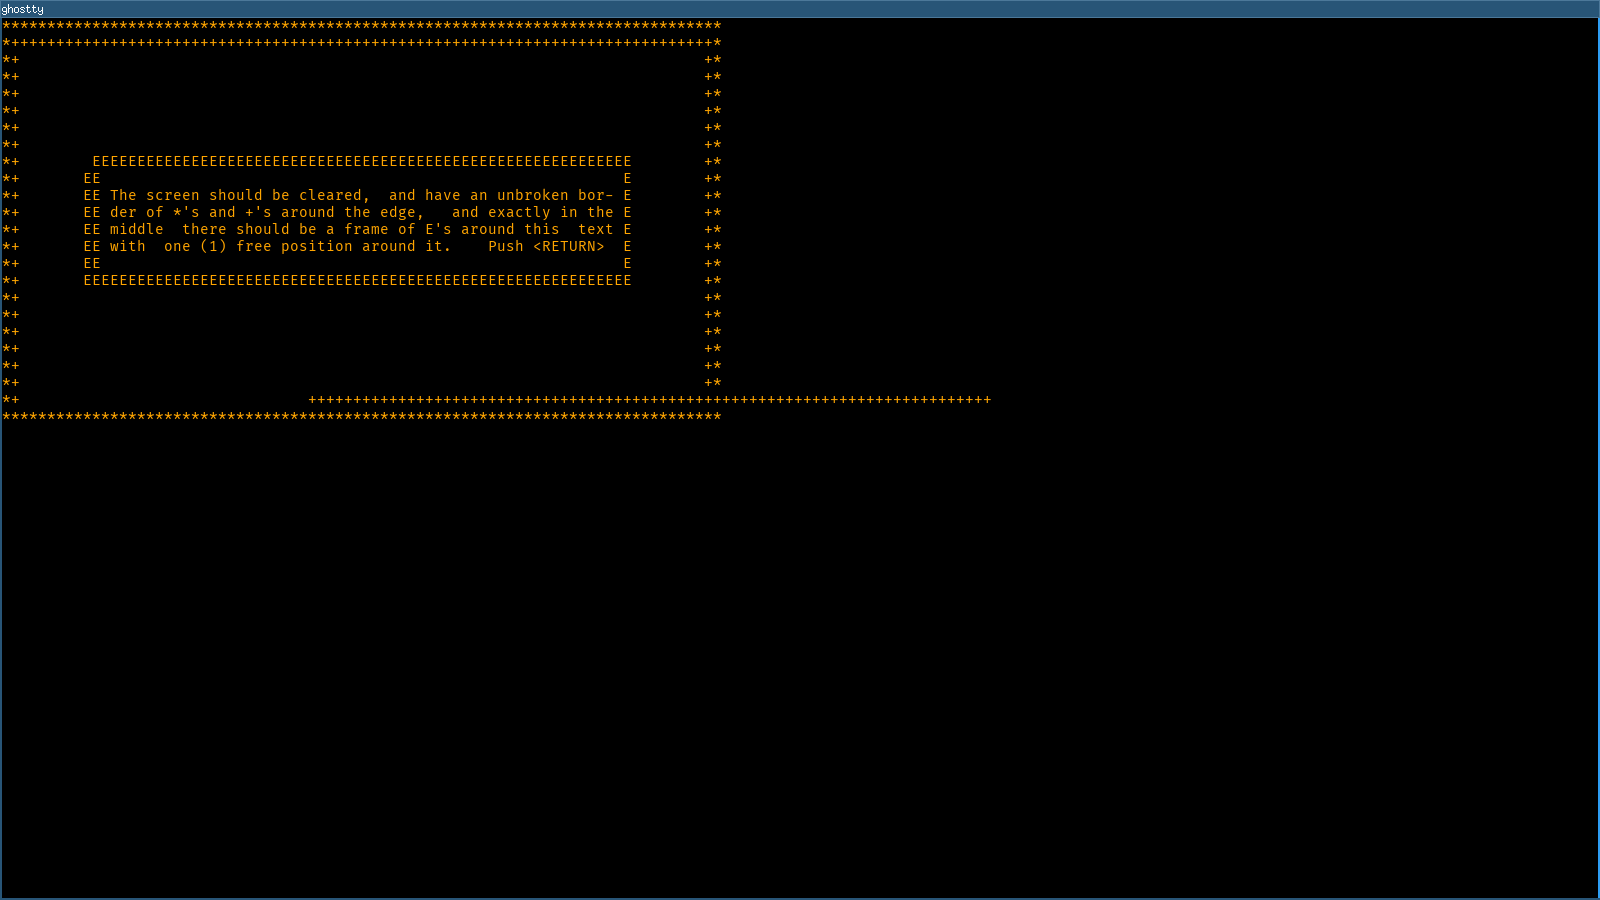 ghostty
********************************************************************************
*++++++++++++++++++++++++++++++++++++++++++++++++++++++++++++++++++++++++++++++*
*+                                                                            +*
*+                                                                            +*
*+                                                                            +*
*+                                                                            +*
*+                                                                            +*
*+                                                                            +*
*+        EEEEEEEEEEEEEEEEEEEEEEEEEEEEEEEEEEEEEEEEEEEEEEEEEEEEEEEEEEEE        +*
*+       EE                                                          E        +*
*+       EE The screen should be cleared,  and have an unbroken bor- E        +*
*+       EE der of *'s and +'s around the edge,   and exactly in the E        +*
*+       EE middle  there should be a frame of E's around this  text E        +*
*+       EE with  one (1) free position around it.    Push <RETURN>  E        +*
*+       EE                                                          E        +*
*+       EEEEEEEEEEEEEEEEEEEEEEEEEEEEEEEEEEEEEEEEEEEEEEEEEEEEEEEEEEEEE        +*
*+                                                                            +*
*+                                                                            +*
*+                                                                            +*
*+                                                                            +*
*+                                                                            +*
*+                                                                            +*
*+                                ++++++++++++++++++++++++++++++++++++++++++++++++++++++++++++++++++++++++++++
********************************************************************************